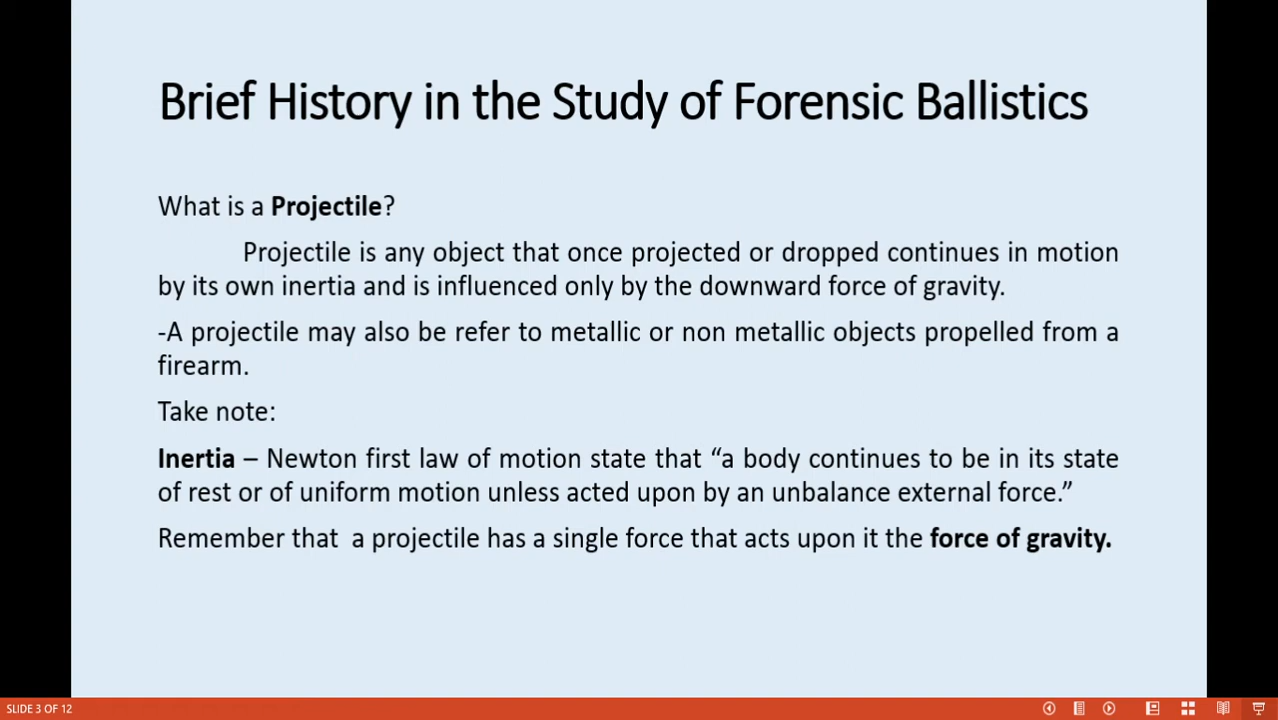 Brief History in the Study of Forensic Ballistics
What is a Projectile?
Projectile is any object that once projected or dropped continues in motion
by its own inertia and is influenced only by the downward force of gravity.
-A projectile may also be refer to metallic or non metallic objects propelled from a
firearm.
Take note:
Inertia – Newton first law of motion state that “a body continues to be in its state
of rest or of uniform motion unless acted upon by an unbalance external force.”
Remember that  a projectile has a single force that acts upon it the force of gravity.
SLIDE 3 OF 12